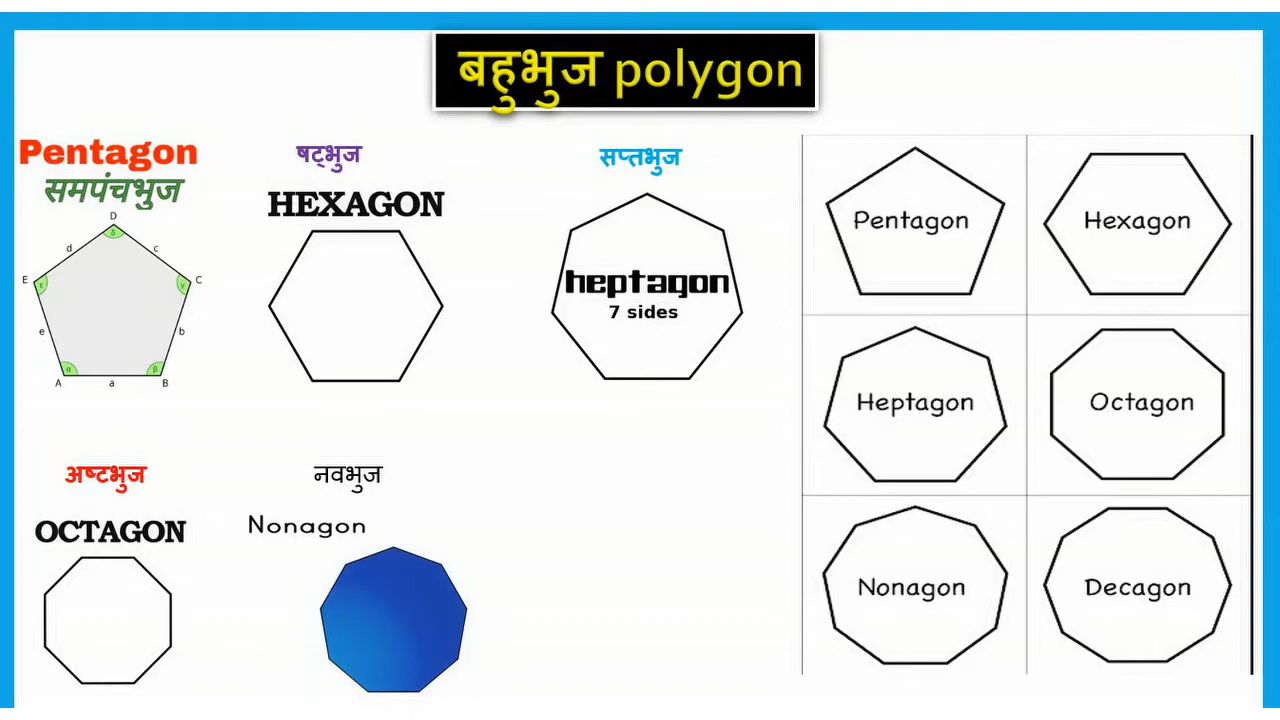 बहुभुज polygon
Pentagon
समपंचभुज
D
δ
d
c
E
ε
C
γ
e
b
α
β
A
a
B
षट्भुज
HEXAGON
सप्तभुज
heptagon
7 sides
अष्टभुज
OCTAGON
नवभुज
Nonagon
Pentagon
Hexagon
Heptagon
Octagon
Nonagon
Decagon